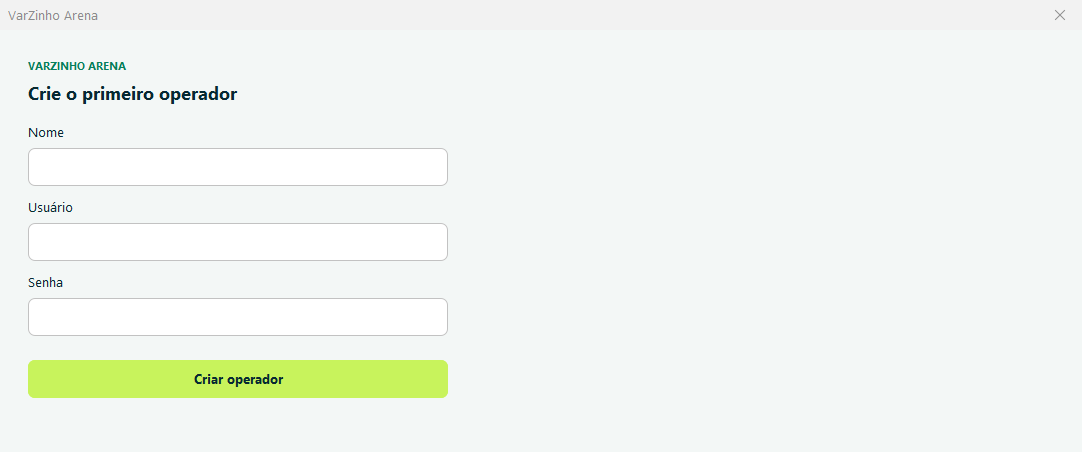 VarZinho Arena
VARZINHO ARENA
Crie o primeiro operador
Nome
Usuário
Senha
Criar operador